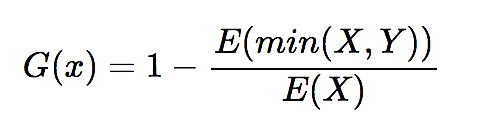 G(x) = 1 − E(min(X, Y)) / E(X)